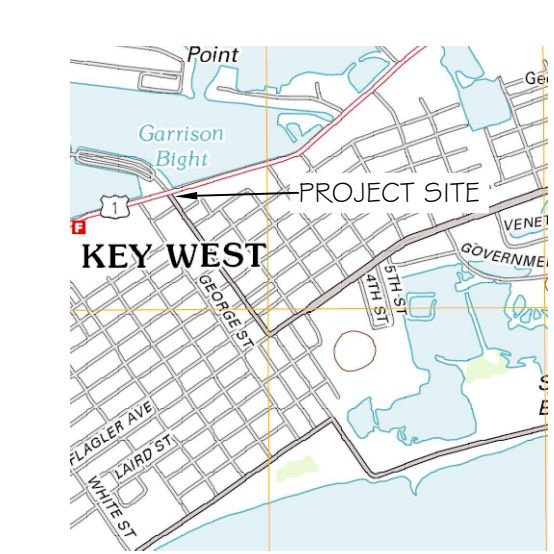 Point
Geo
Garrison
Bight
PROJECT SITE
1
F
VENET
KEY WEST
GOVERNME
GEORGE ST
4TH ST
5TH ST
S
E
FLAGLER AVE
LAIRD ST
WHITE ST